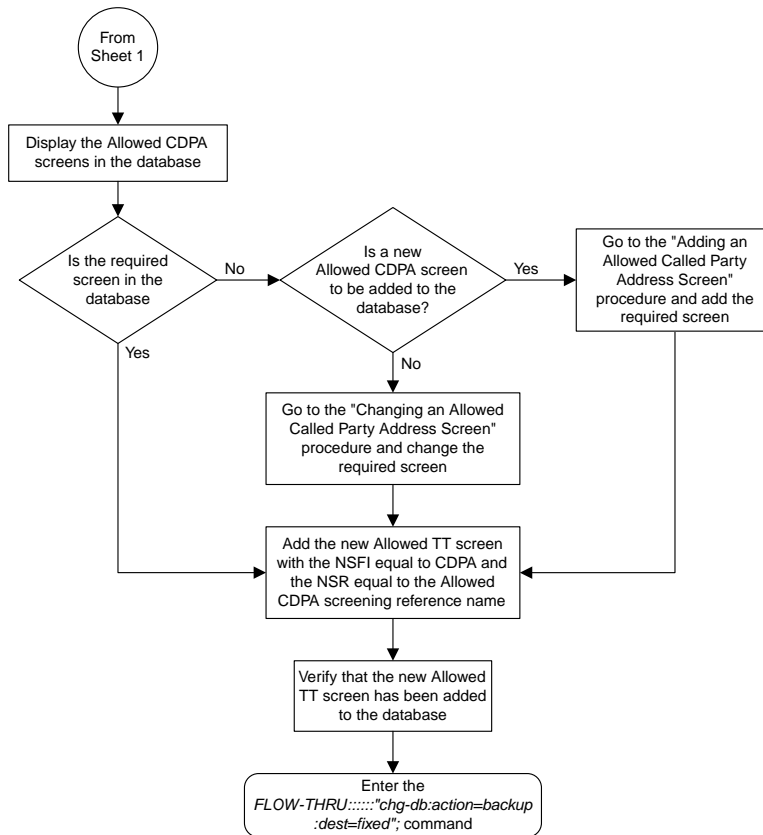 From
Sheet 1
Display the Allowed CDPA
screens in the database
Is the required
screen in the
database
No
Yes
Is a new
Allowed CDPA screen
to be added to the
database?
Yes
No
Go to the "Adding an
Allowed Called Party
Address Screen"
procedure and add the
required screen
Go to the "Changing an Allowed
Called Party Address Screen"
procedure and change the
required screen
Add the new Allowed TT screen
with the NSFI equal to CDPA and
the NSR equal to the Allowed
CDPA screening reference name
Verify that the new Allowed
TT screen has been added
to the database
Enter the
FLOW-THRU::::::"chg-db:action=backup
:dest=fixed"; command